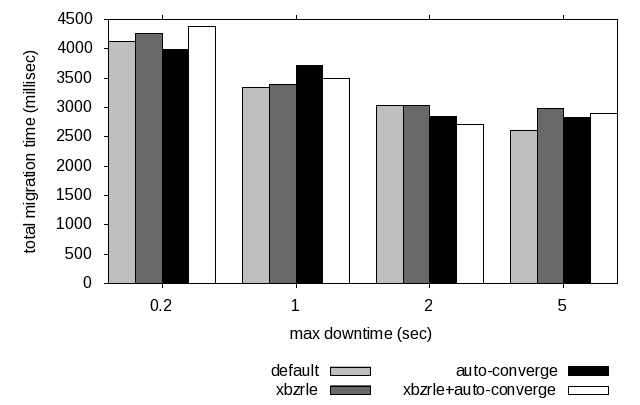 total migration time (millisec)
4500
4000
3500
3000
2500
2000
1500
1000
500
0
0.2 1 2 5
max downtime (sec)
default auto-converge
xbzrle xbzrle+auto-converge